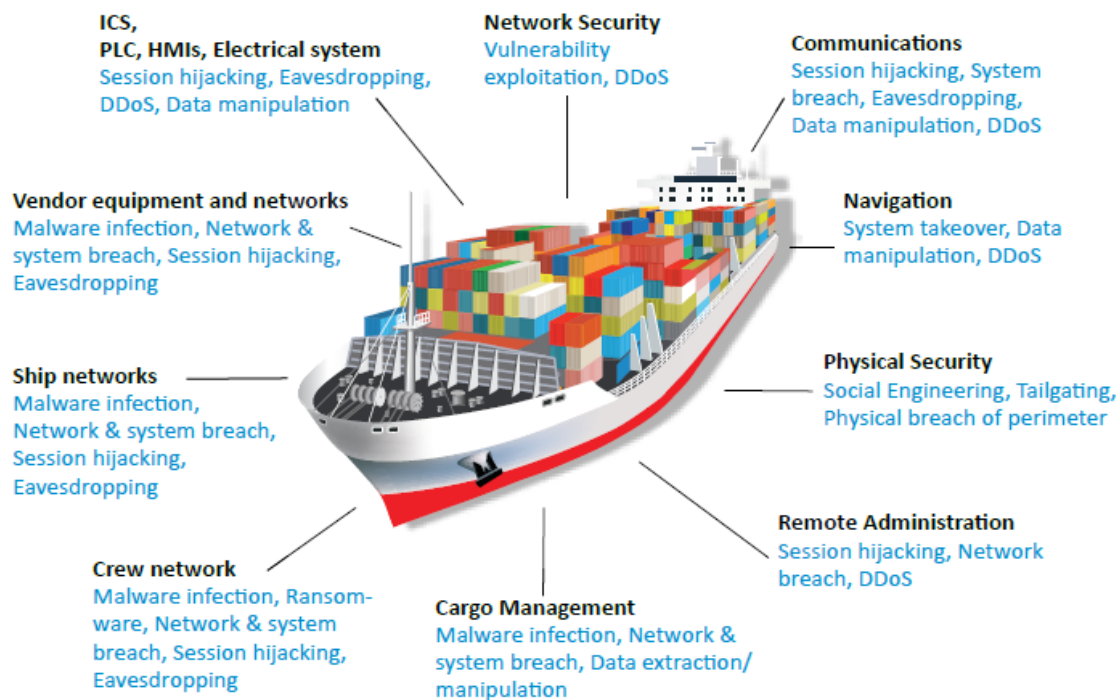 ICS,
PLC, HMIs, Electrical system
Session hijacking, Eavesdropping,
DDoS, Data manipulation
Network Security
Vulnerability
exploitation, DDoS
Communications
Session hijacking, System
breach, Eavesdropping,
Data manipulation, DDoS
Vendor equipment and networks
Malware infection, Network &
system breach, Session hijacking,
Eavesdropping
Navigation
System takeover, Data
manipulation, DDoS
Ship networks
Malware infection,
Network & system breach,
Session hijacking,
Eavesdropping
Physical Security
Social Engineering, Tailgating,
Physical breach of perimeter
Crew network
Malware infection, Ransom-
ware, Network & system
breach, Session hijacking,
Eavesdropping
Cargo Management
Malware infection, Network &
system breach, Data extraction/
manipulation
Remote Administration
Session hijacking, Network
breach, DDoS